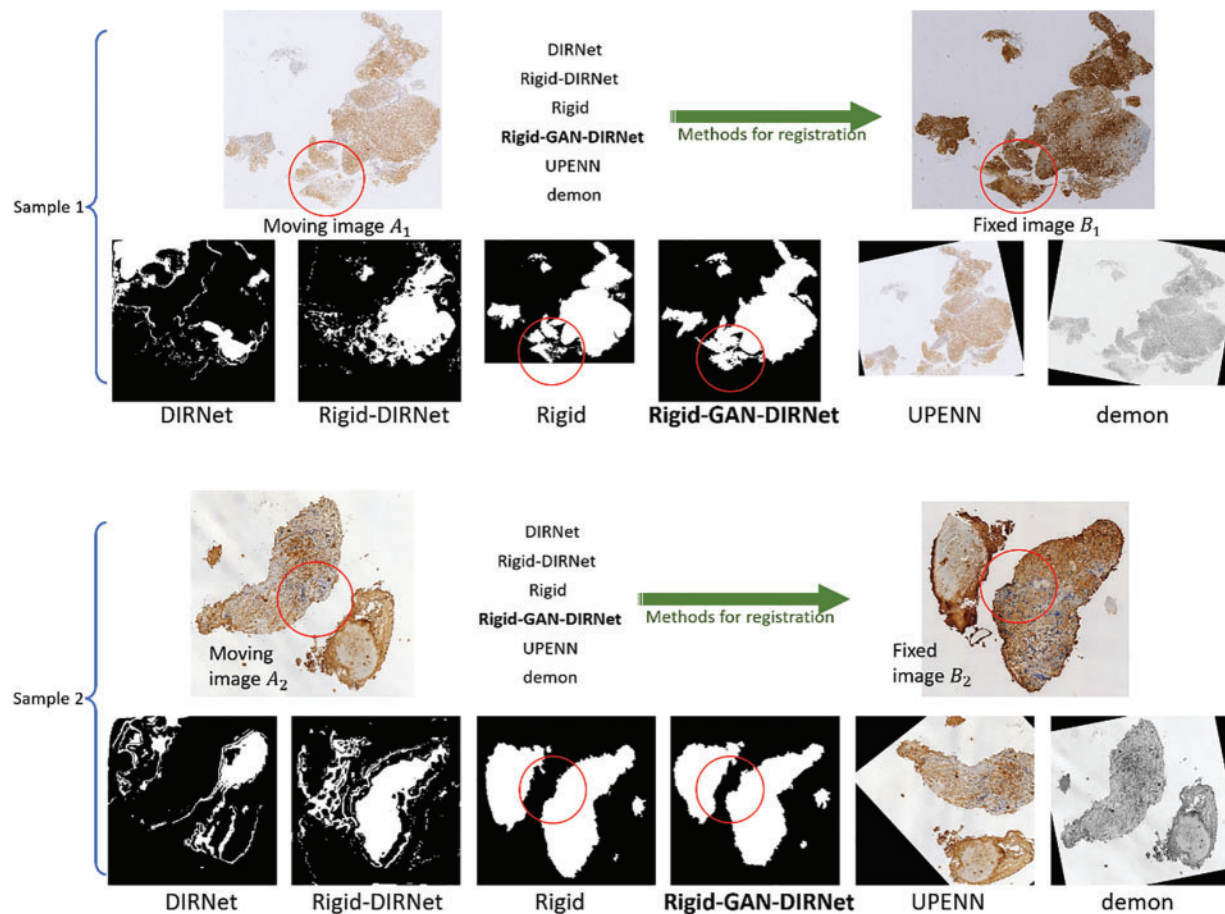 Sample 1
DIRNet
Rigid-DIRNet
Rigid
Rigid-GAN-DIRNet
UPENN
demon
Methods for registration
Moving image A₁
Fixed image B₁
DIRNet
Rigid-DIRNet
Rigid
Rigid-GAN-DIRNet
UPENN
demon
Sample 2
DIRNet
Rigid-DIRNet
Rigid
Rigid-GAN-DIRNet
UPENN
demon
Methods for registration
Moving
image A₂
Fixed
image B₂
DIRNet
Rigid-DIRNet
Rigid
Rigid-GAN-DIRNet
UPENN
demon